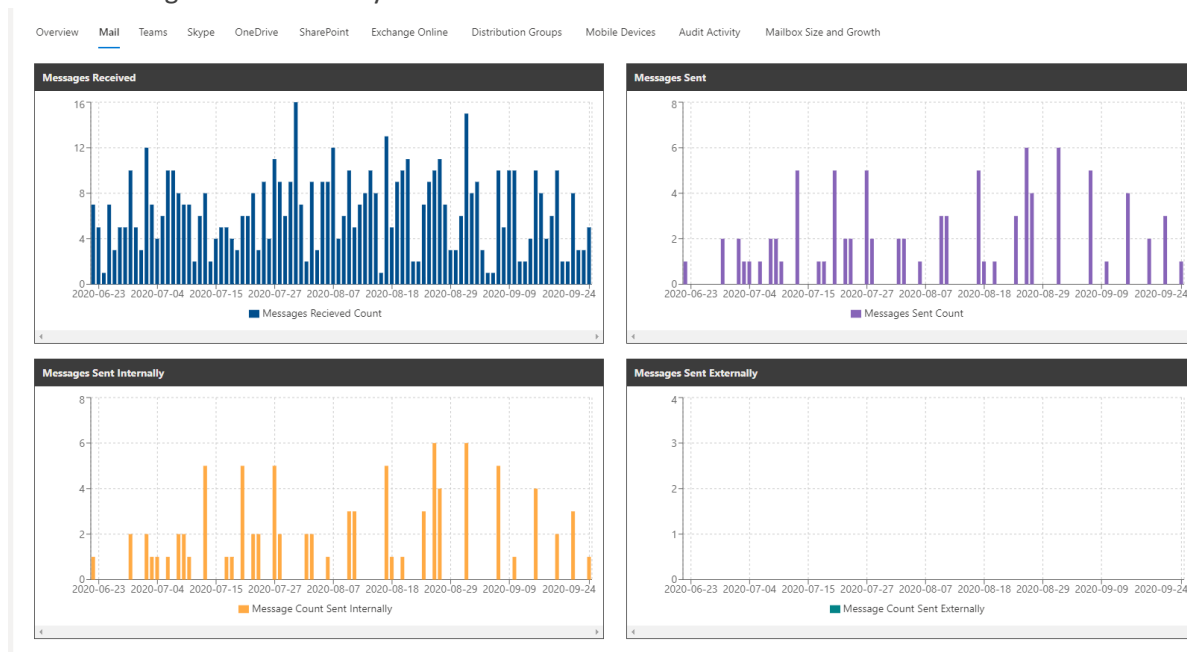 Overview Mail Teams Skype OneDrive SharePoint Exchange Online Distribution Groups Mobile Devices Audit Activity Mailbox Size and Growth
Messages Received
16
12
8
4
0
2020-06-23 2020-07-04 2020-07-15 2020-07-27 2020-08-07 2020-08-18 2020-08-29 2020-09-09 2020-09-24
Messages Recieved Count
Messages Sent
8
6
4
2
0
2020-06-23 2020-07-04 2020-07-15 2020-07-27 2020-08-07 2020-08-18 2020-08-29 2020-09-09 2020-09-24
Messages Sent Count
Messages Sent Internally
8
6
4
2
0
2020-06-23 2020-07-04 2020-07-15 2020-07-27 2020-08-07 2020-08-18 2020-08-29 2020-09-09 2020-09-24
Message Count Sent Internally
Messages Sent Externally
4
3
2
1
0
2020-06-23 2020-07-04 2020-07-15 2020-07-27 2020-08-07 2020-08-18 2020-08-29 2020-09-09 2020-09-24
Message Count Sent Externally